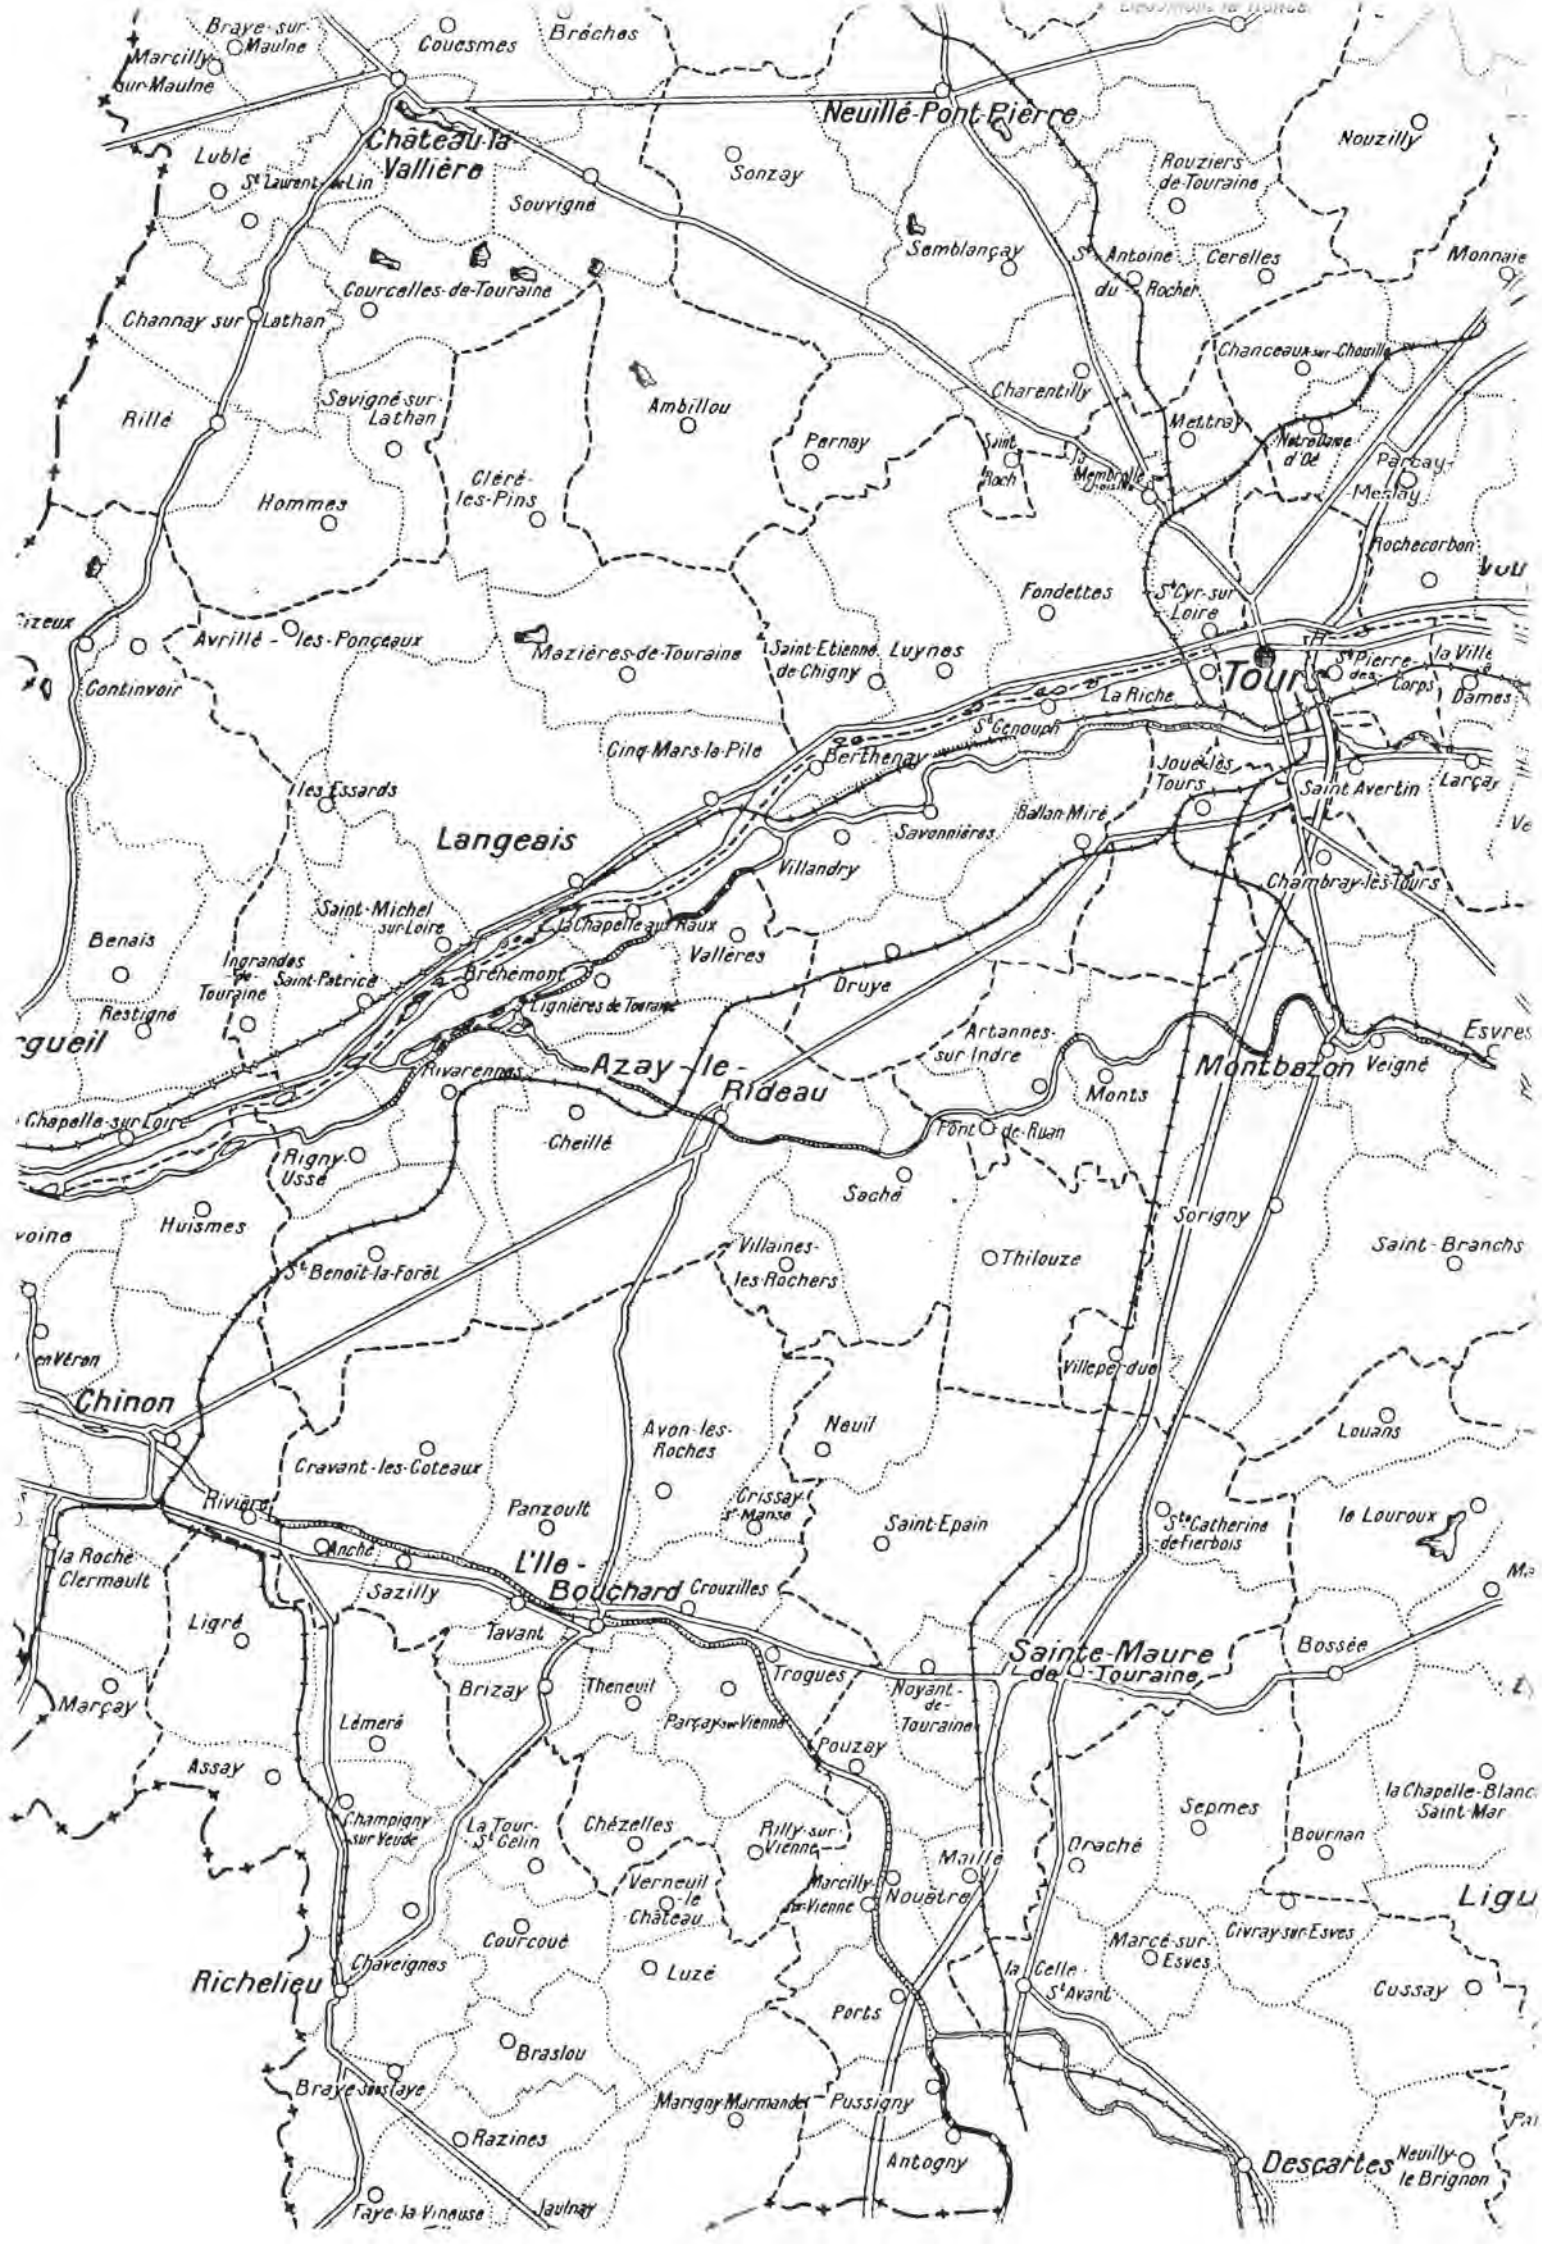 Braye-sur-
Maulne
Couesmes
Brèches
Marcilly
sur-Maulne
Château-la-
Vallière
Neuillé-Pont-Pierre
Nouzilly
Lublé
St Laurent-de-Lin
Souvigné
Sonzay
Rouziers
de-Touraine
Semblançay
St Antoine
du Rocher
Cerelles
Monnaie
Courcelles-de-Touraine
Channay sur Lathan
Chanceaux-sur-Choisille
Rillé
Savigné-sur-
Lathan
Ambillou
Charentilly
Pernay
Mettray
Notre Dame
d'Oé
Saint
Roch
la
Membrolle
Parçay-
Meslay
Hommes
Cléré-
les-Pins
Rochecorbon
Vou
Fondettes
St Cyr-sur
Loire
izeux
Avrillé-les-Ponceaux
Mazières-de-Touraine
Saint-Etienne
de Chigny
Luynes
Continvoir
La Riche
Tours
St Pierre-
des-
Corps
la Ville
Dames
St Genouph
Cinq-Mars-la-Pile
Berthenay
Joué-lès
Tours
Saint Avertin
Larçay
les Essards
Langeais
Savonnières
Ballan-Miré
Ve
Villandry
Chambray-lès-Tours
Saint-Michel
sur-Loire
la Chapelle aux Naux
Vallères
Benais
Ingrandes
de-
Touraine
Saint-Patrice
Bréhémont
Lignières de Touraine
Druye
Restigné
rgueil
Artannes-
sur Indre
Esvres
Azay-le-
Rideau
Rivarennes
Montbazon
Veigné
Monts
Chapelle-sur Loire
Cheillé
Pont-de-Ruan
Rigny-
Ussé
Saché
Huismes
voine
Sorigny
Saint-Branchs
Villaines-
les-Rochers
Thilouze
St Benoît-la-Forêt
en Véron
Villeperdue
Chinon
Avon-les-
Roches
Neuil
Louans
Cravant-les-Coteaux
Rivière
Panzoult
Crissay-
St-Manse
Saint-Epain
Ste Catherine
de Fierbois
le Louroux
la Roche
Clermault
Anché
Sazilly
L'Ile-
Bouchard
Crouzilles
Ma
Ligré
Tavant
Trogues
Sainte-Maure
de-Touraine
Bossée
Marçay
Brizay
Theneuil
Noyant-
de-
Touraine
Lémeré
Parçay-sur-Vienne
Pouzay
Assay
la Chapelle-Blanc
Saint-Mar
Champigny
sur Veude
La Tour-
St Gelin
Chézelles
Rilly-sur-
Vienne
Sepmes
Bournan
Maillé
Draché
Verneuil
-le
Château
Marcilly-
sur-Vienne
Nouâtre
Ligu
Courcoué
Marcé-sur-
Esves
Civray-sur-Esves
Richelieu
Chaveignes
Luzé
la Celle-
St Avant
Cussay
Ports
Braslou
Braye-sous-Faye
Marigny-Marmande
Pussigny
Razines
Antogny
Descartes
Neuilly-
le Brignon
Faye-la-Vineuse
Jaulnay